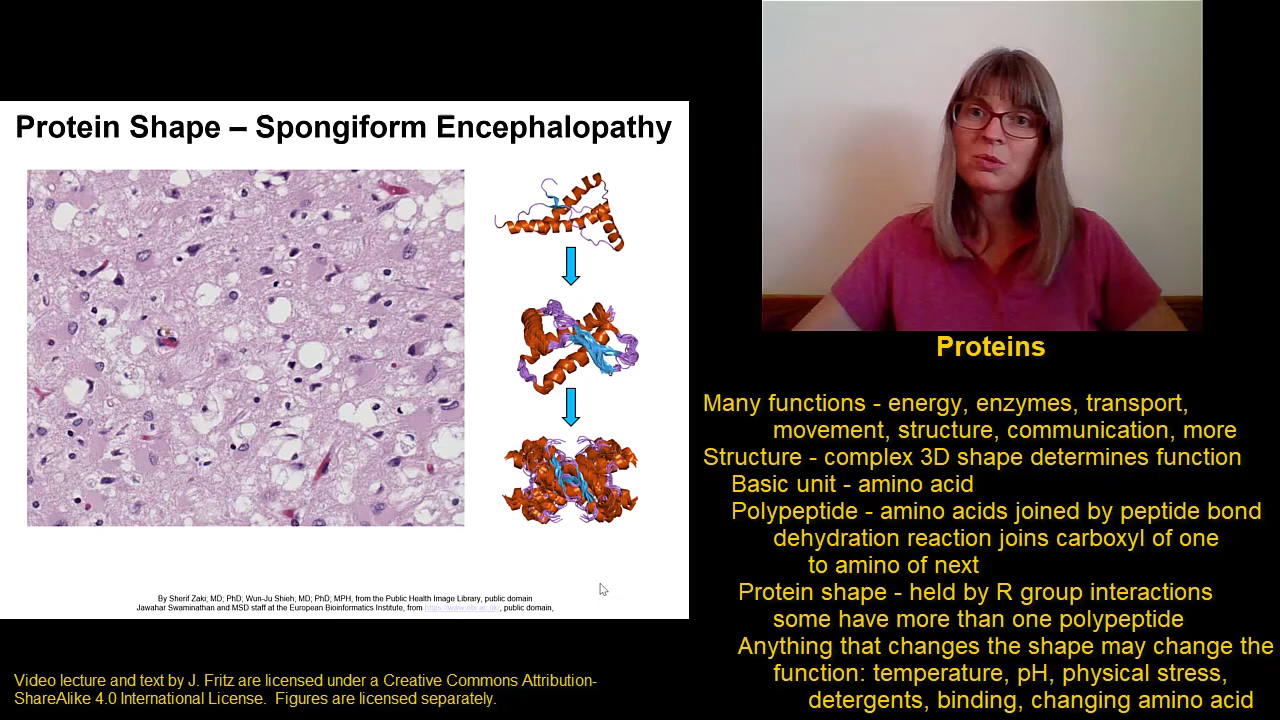 Protein Shape – Spongiform Encephalopathy
By Sherif Zaki; MD; PhD; Wun-Ju Shieh; MD; PhD; MPH, from the Public Health Image Library, public domain
Jawahar Swaminathan and MSD staff at the European Bioinformatics Institute, from https://www.ebi.ac.uk/, public domain,
Proteins
Many functions - energy, enzymes, transport,
movement, structure, communication, more
Structure - complex 3D shape determines function
Basic unit - amino acid
Polypeptide - amino acids joined by peptide bond
dehydration reaction joins carboxyl of one
to amino of next
Protein shape - held by R group interactions
some have more than one polypeptide
Anything that changes the shape may change the
function: temperature, pH, physical stress,
detergents, binding, changing amino acid
Video lecture and text by J. Fritz are licensed under a Creative Commons Attribution-
ShareAlike 4.0 International License.  Figures are licensed separately.